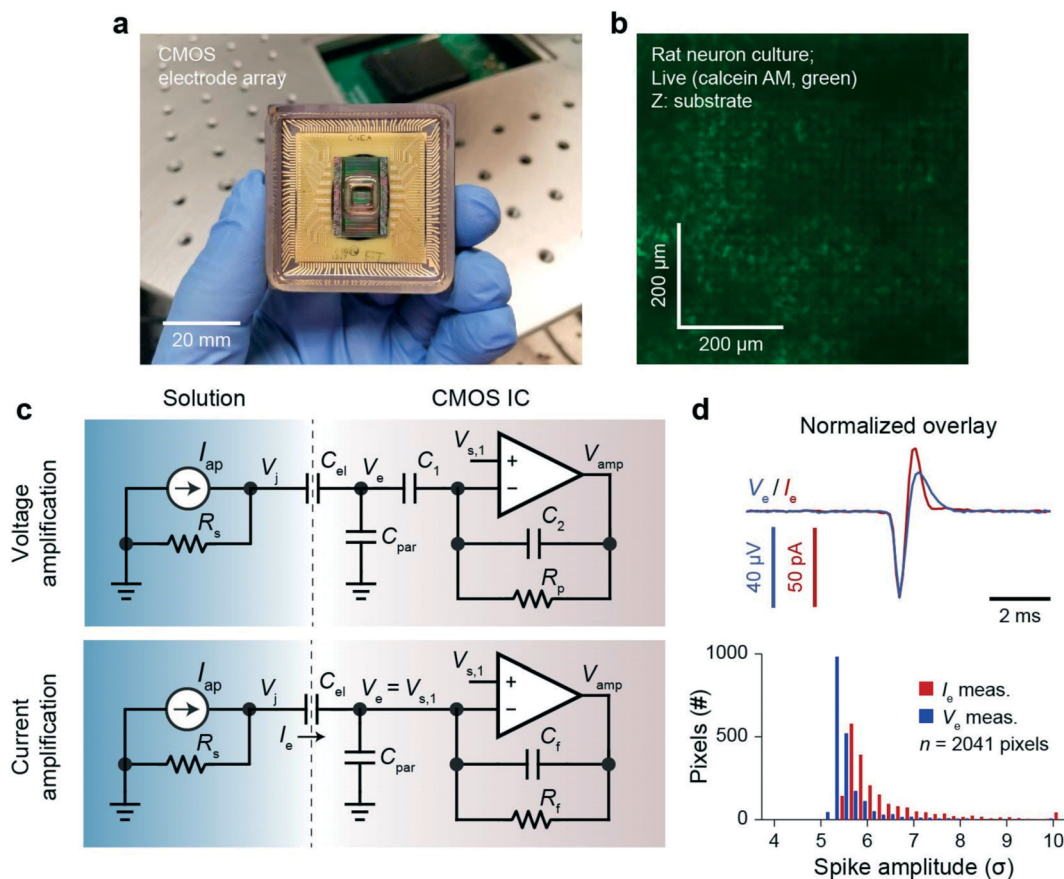 a
CMOS
electrode array
20 mm
b
Rat neuron culture;
Live (calcein AM, green)
Z: substrate
200 µm
200 µm
c
Solution
CMOS IC
Voltage
amplification
I_ap
V_j
C_el
V_e
C_1
V_s,1
V_amp
R_s
C_par
C_2
R_p
Current
amplification
I_ap
V_j
C_el
V_e = V_s,1
V_s,1
V_amp
R_s
I_e
C_par
C_f
R_f
d
Normalized overlay
V_e / I_e
40 µV
50 pA
2 ms
1000
500
0
Pixels (#)
I_e meas.
V_e meas.
n = 2041 pixels
4 5 6 7 8 9 10
Spike amplitude (σ)